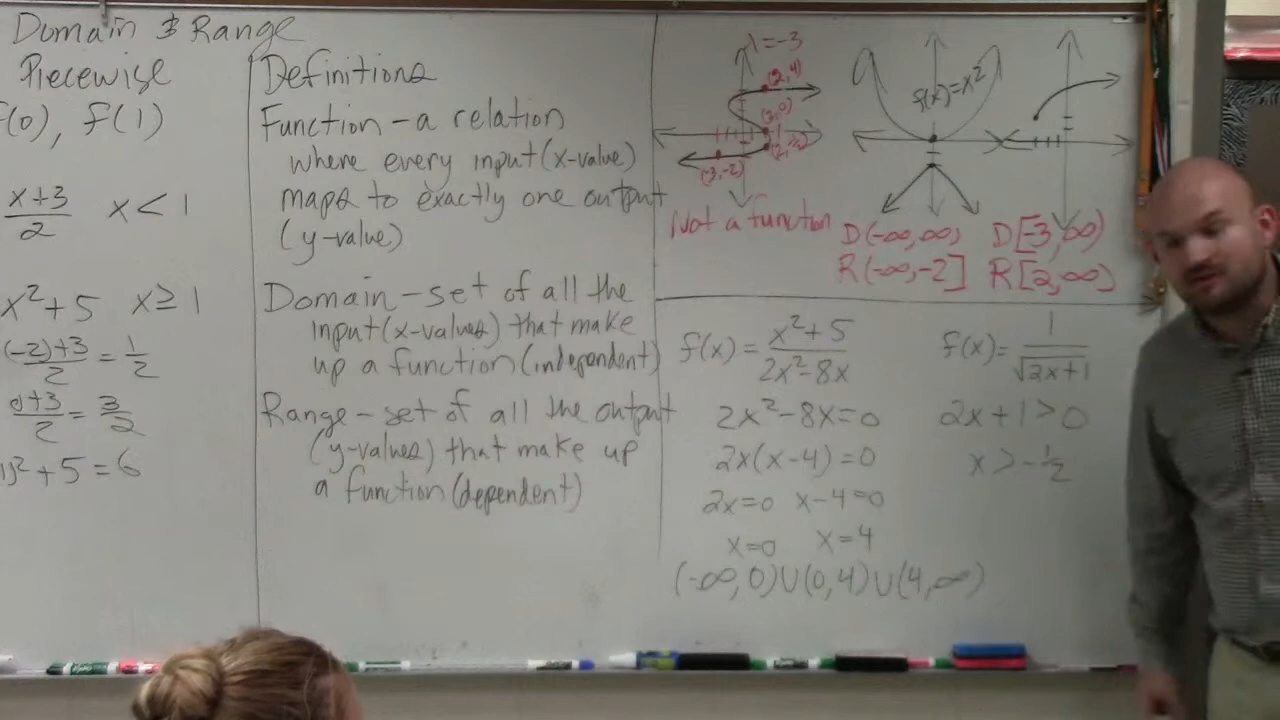 Domain & Range
Piecewise
f(0), f(1)
x+3/2 x < 1
x²+5 x ≥ 1
(-2)+3/2 = 1/2
0+3/2 = 3/2
1)²+5=6
Definitions
Function - a relation
where every input (x-value)
maps to exactly one output
(y-value)
Domain - set of all the
input (x-values) that make
up a function (independent)
Range - set of all the output
(y-values) that make up
a function (dependent)
=-3
(2,4)
(3,-2)
Not a function
f(x)=x²
D(-∞,∞)
R(-∞,-2]
D[-3,∞)
R[2,∞)
f(x)= x²+5/2x²-8x
2x²-8x=0
2x(x-4)=0
2x=0 x-4=0
x=0 x=4
(-∞,0)∪(0,4)∪(4,∞)
f(x)= 1/√2x+1
2x+1>0
x>-1/2